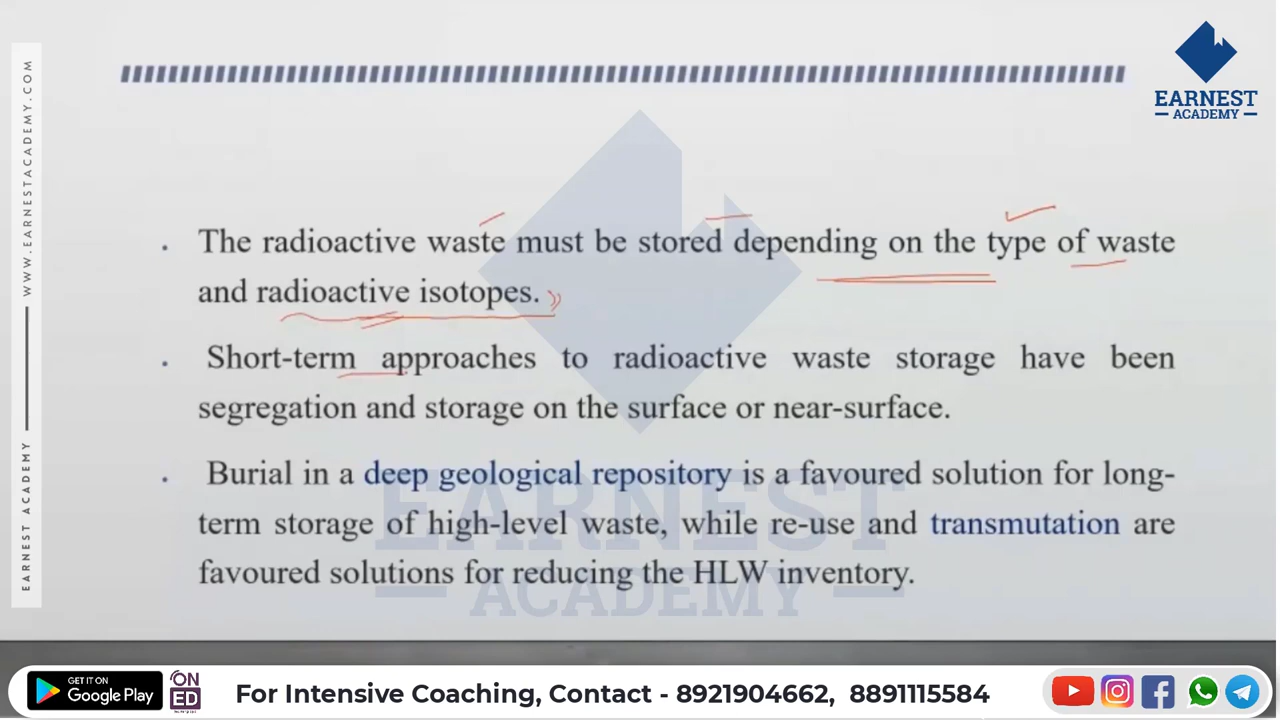 WWW.EARNESTACADEMY.COM
EARNEST ACADEMY
EARNEST
ACADEMY
The radioactive waste must be stored depending on the type of waste
and radioactive isotopes.
Short-term approaches to radioactive waste storage have been
segregation and storage on the surface or near-surface.
Burial in a deep geological repository is a favoured solution for long-
term storage of high-level waste, while re-use and transmutation are
favoured solutions for reducing the HLW inventory.
EARNEST
ACADEMY
GET IT ON
Google Play
ON
ED
For Intensive Coaching, Contact - 8921904662, 8891115584